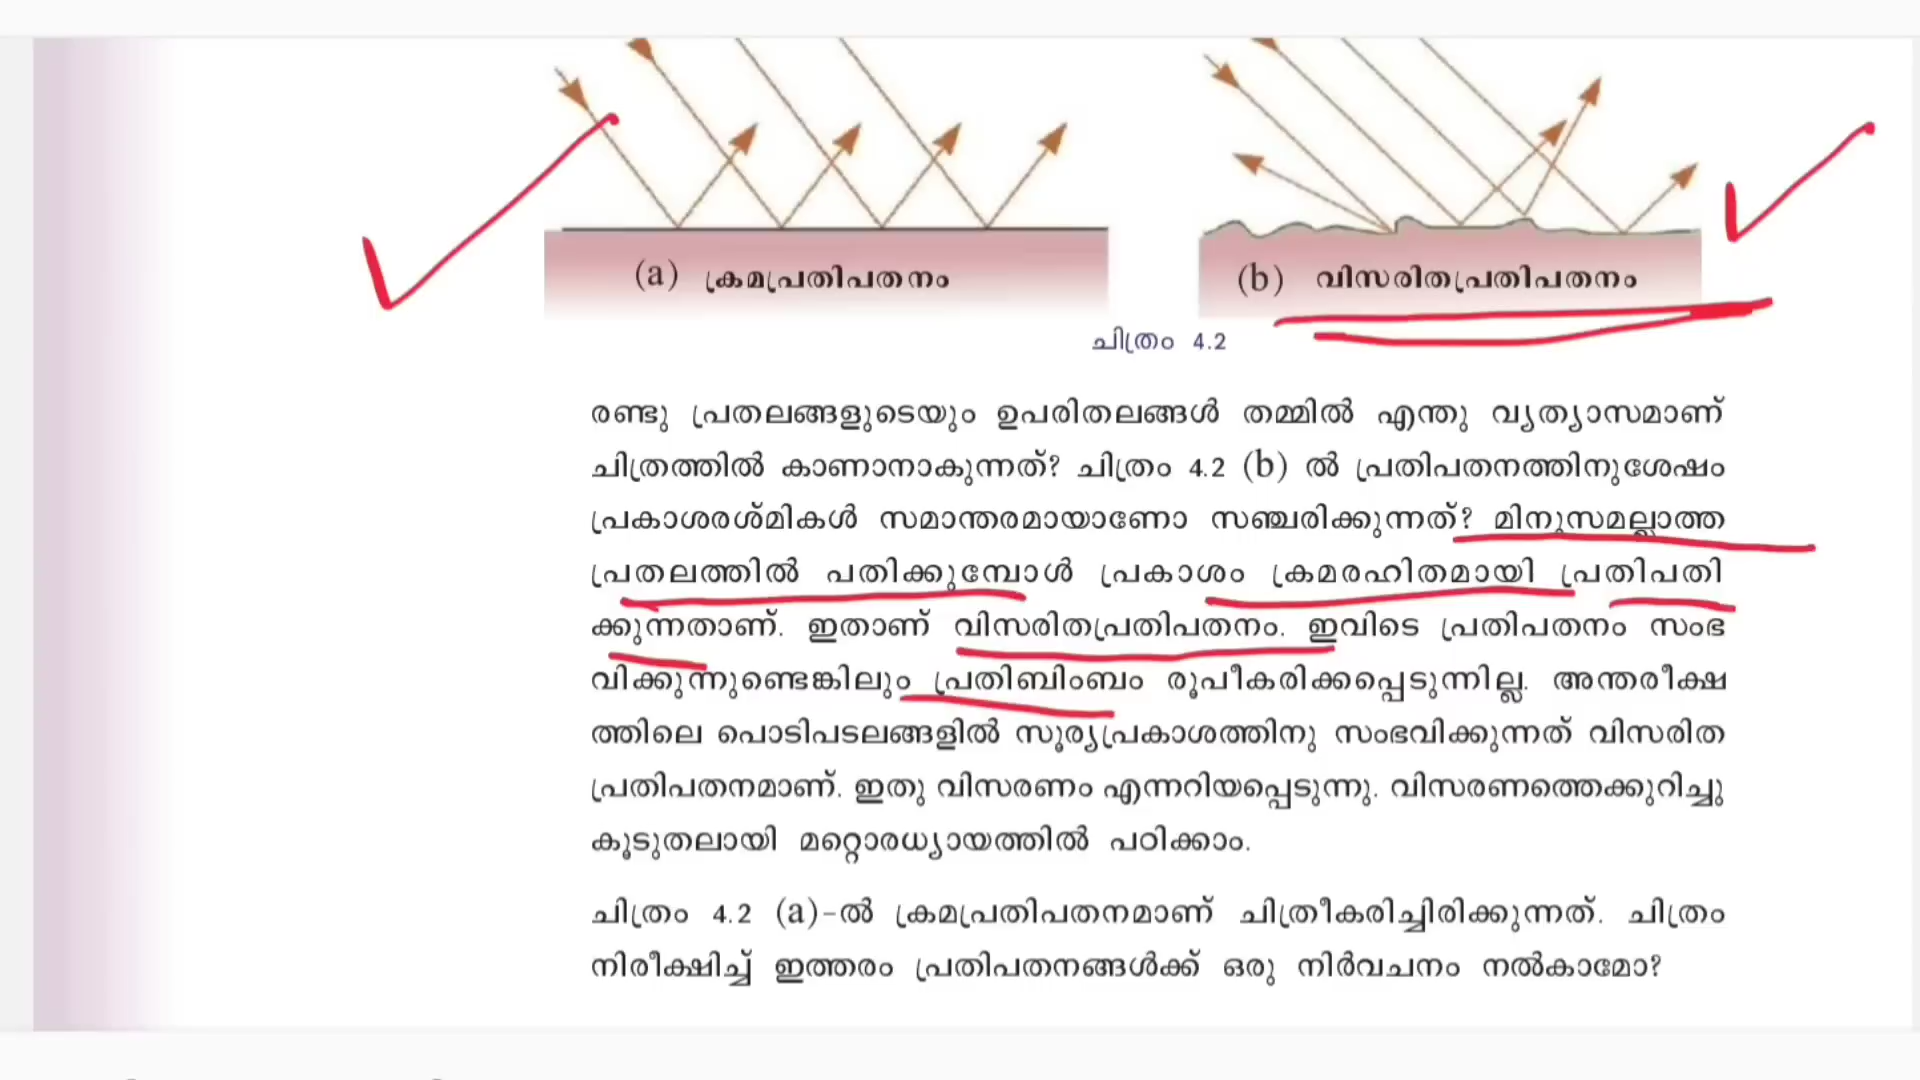 (a) ക്രമപ്രതിപതനം
(b) വിസരിതപ്രതിപതനം
ചിത്രം 4.2
രണ്ടു പ്രതലങ്ങളുടെയും ഉപരിതലങ്ങൾ തമ്മിൽ എന്തു വ്യത്യാസമാണ്
ചിത്രത്തിൽ കാണാനാകുന്നത്? ചിത്രം 4.2 (b) ൽ പ്രതിപതനത്തിനുശേഷം
പ്രകാശരശ്മികൾ സമാന്തരമായാണോ സഞ്ചരിക്കുന്നത്? മിനുസമല്ലാത്ത
പ്രതലത്തിൽ പതിക്കുമ്പോൾ പ്രകാശം ക്രമരഹിതമായി പ്രതിപതി
ക്കുന്നതാണ്. ഇതാണ് വിസരിതപ്രതിപതനം. ഇവിടെ പ്രതിപതനം സംഭ
വിക്കുന്നുണ്ടെങ്കിലും പ്രതിബിംബം രൂപീകരിക്കപ്പെടുന്നില്ല. അന്തരീക്ഷ
ത്തിലെ പൊടിപടലങ്ങളിൽ സൂര്യപ്രകാശത്തിനു സംഭവിക്കുന്നത് വിസരിത
പ്രതിപതനമാണ്. ഇതു വിസരണം എന്നറിയപ്പെടുന്നു. വിസരണത്തെക്കുറിച്ചു
കൂടുതലായി മറ്റൊരധ്യായത്തിൽ പഠിക്കാം.
ചിത്രം 4.2 (a)-ൽ ക്രമപ്രതിപതനമാണ് ചിത്രീകരിച്ചിരിക്കുന്നത്. ചിത്രം
നിരീക്ഷിച്ച് ഇത്തരം പ്രതിപതനങ്ങൾക്ക് ഒരു നിർവചനം നൽകാമോ?